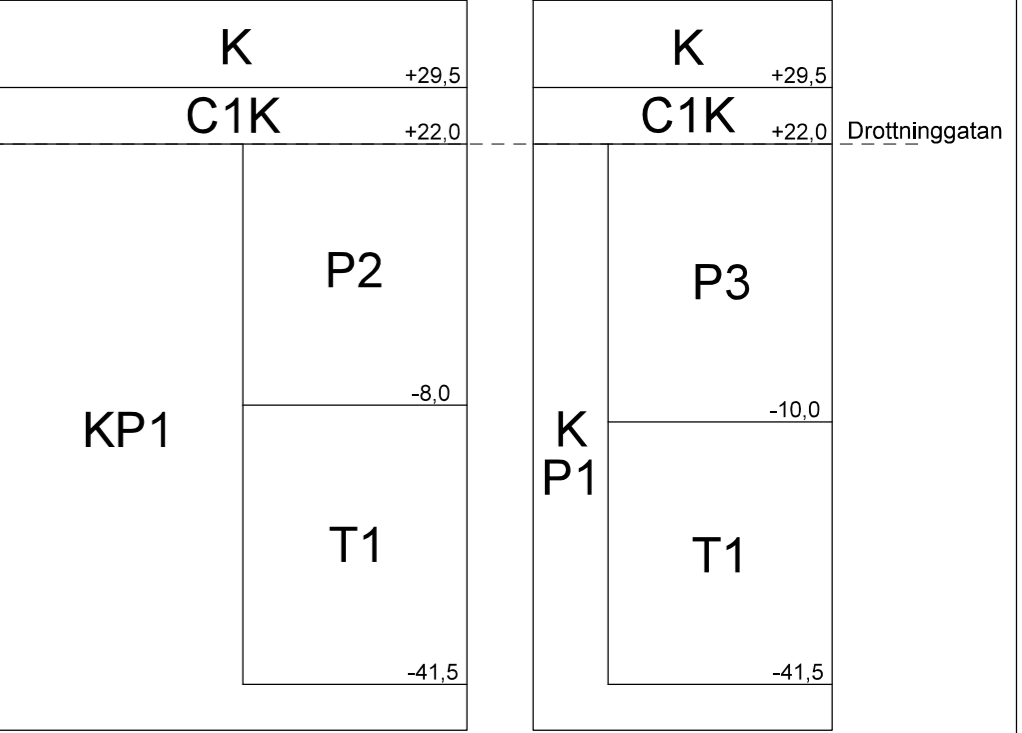 K
+29,5
C1K
+22,0
P2
-8,0
KP1
T1
-41,5
K
+29,5
C1K
+22,0
Drottninggatan
P3
-10,0
K
P1
T1
-41,5